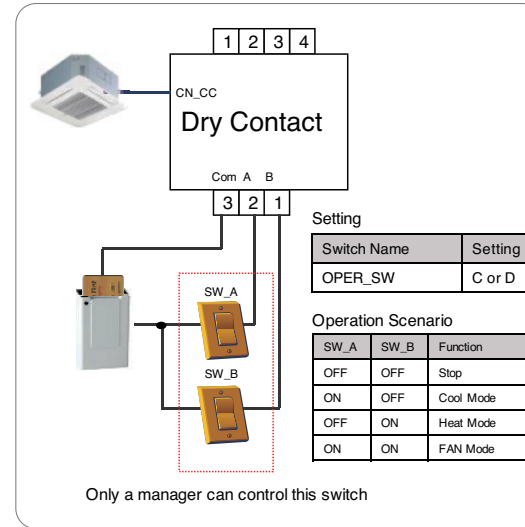 1 2 3 4
CN_CC
Dry Contact
Com A B
3 2 1
Setting
Switch Name Setting
OPER_SW C or D
SW_A
SW_B
Operation Scenario
SW_A SW_B Function
OFF OFF Stop
ON OFF Cool Mode
OFF ON Heat Mode
ON ON FAN Mode
Only a manager can control this switch